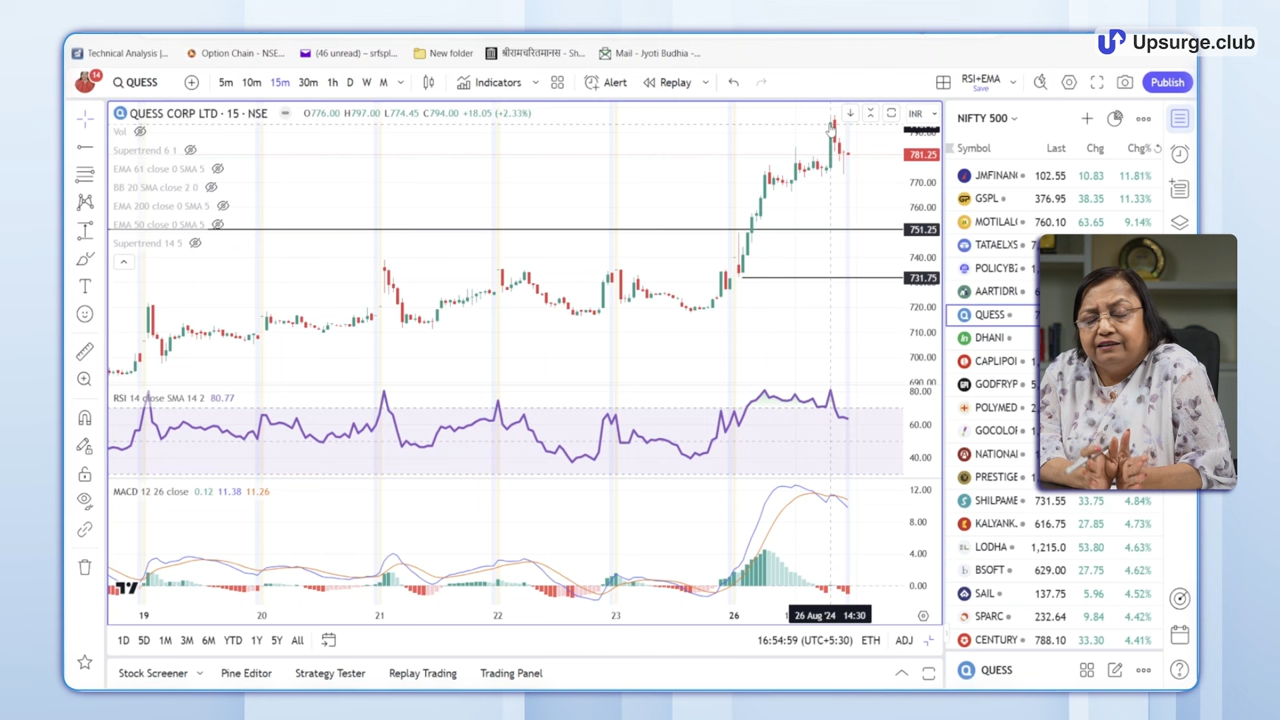 Upsurge.club
Technical Analysis |...
Option Chain - NSE...
(46 unread) - srfspl...
New folder
श्रीरामचरितमानस - Sh...
Mail - Jyoti Budhia -...
14
QUESS
5m 10m 15m 30m 1h D W M
Indicators
Alert
Replay
RSI+EMA
Save
Publish
QUESS CORP LTD · 15 · NSE
O776.00 H797.00 L774.45 C794.00 +18.05 (+2.33%)
INR
Vol
Supertrend 6 1
EMA 61 close 0 SMA 5
BB 20 SMA close 2 0
EMA 200 close 0 SMA 5
EMA 50 close 0 SMA 5
Supertrend 14 5
781.25
770.00
760.00
751.25
740.00
731.75
720.00
710.00
700.00
690.00
RSI 14 close SMA 14 2 80.77
80.00
60.00
40.00
MACD 12 26 close 0.12 11.38 11.26
12.00
8.00
4.00
0.00
19 20 21 22 23 26
26 Aug '24 14:30
1D 5D 1M 3M 6M YTD 1Y 5Y All
16:54:59 (UTC+5:30) ETH ADJ
Stock Screener
Pine Editor
Strategy Tester
Replay Trading
Trading Panel
NIFTY 500
Symbol Last Chg Chg%
JMFINAN 102.55 10.83 11.81%
GSPL 376.95 38.35 11.33%
MOTILAL 760.10 63.65 9.14%
TATAELXS
POLICYBZ
AARTIDRU
QUESS
DHANI
CAPLIPOI
GODFRYP
POLYMED
GOCOLOR
NATIONAL
PRESTIGE
SHILPAME 731.55 33.75 4.84%
KALYANK 616.75 27.85 4.73%
LODHA 1,215.0 53.80 4.63%
BSOFT 629.00 27.75 4.62%
SAIL 137.75 5.96 4.52%
SPARC 232.64 9.84 4.42%
CENTURY 788.10 33.30 4.41%
QUESS